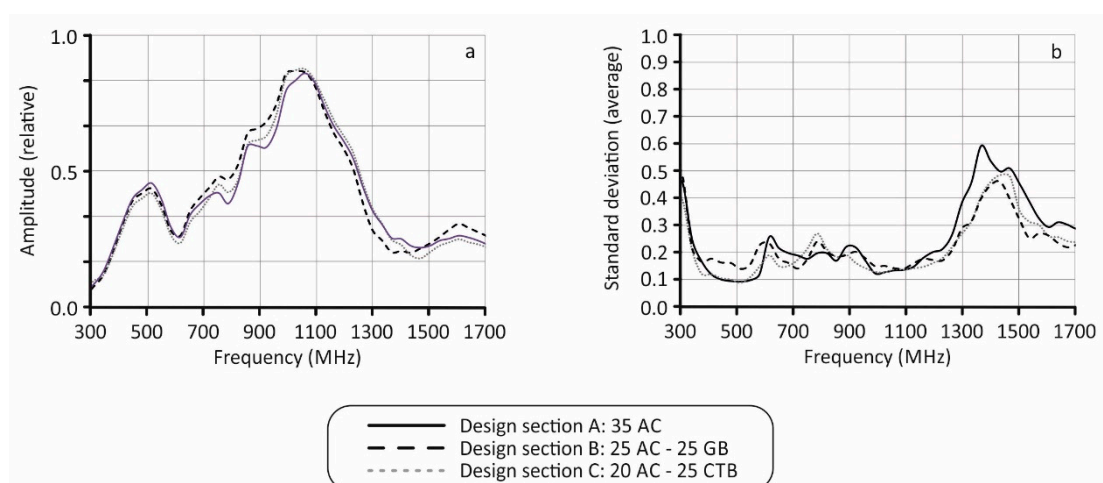 1.0
a
0.5
0.0
Amplitude (relative)
300 500 700 900 1100 1300 1500 1700
Frequency (MHz)
1.0
b
0.9
0.8
0.7
0.6
0.5
0.4
0.3
0.2
0.1
0.0
Standard deviation (average)
300 500 700 900 1100 1300 1500 1700
Frequency (MHz)
Design section A: 35 AC
Design section B: 25 AC - 25 GB
Design section C: 20 AC - 25 CTB